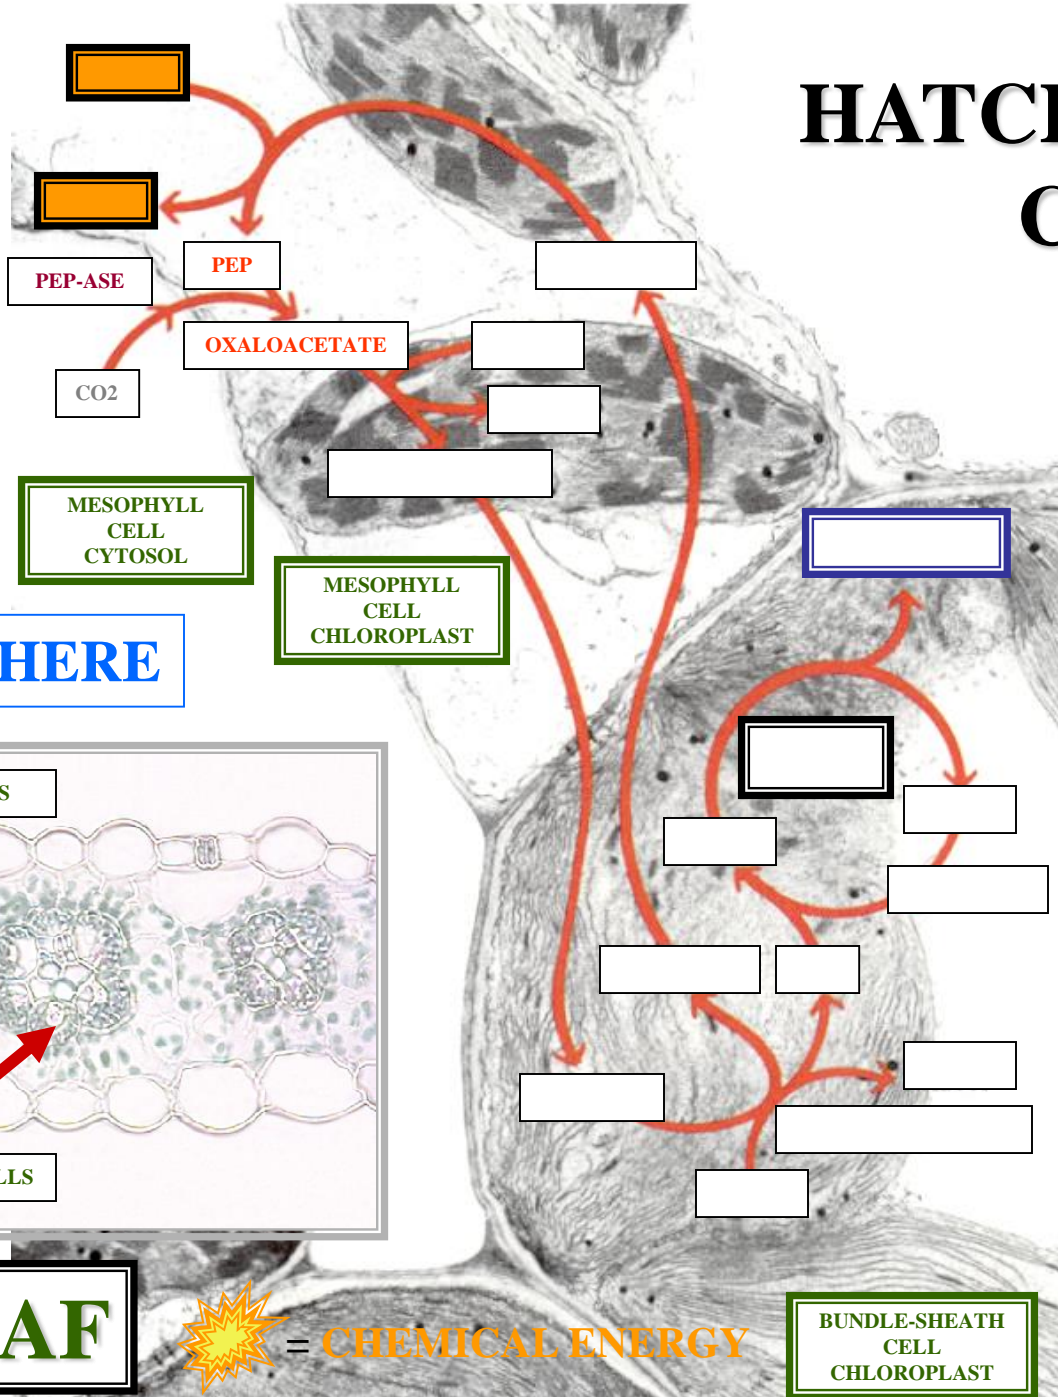 HATC
C
PEP-ASE
PEP
OXALOACETATE
CO2
MESOPHYLL
CELL
CYTOSOL
MESOPHYLL
CELL
CHLOROPLAST
HERE
S
LLS
AF
= CHEMICAL ENERGY
BUNDLE-SHEATH
CELL
CHLOROPLAST